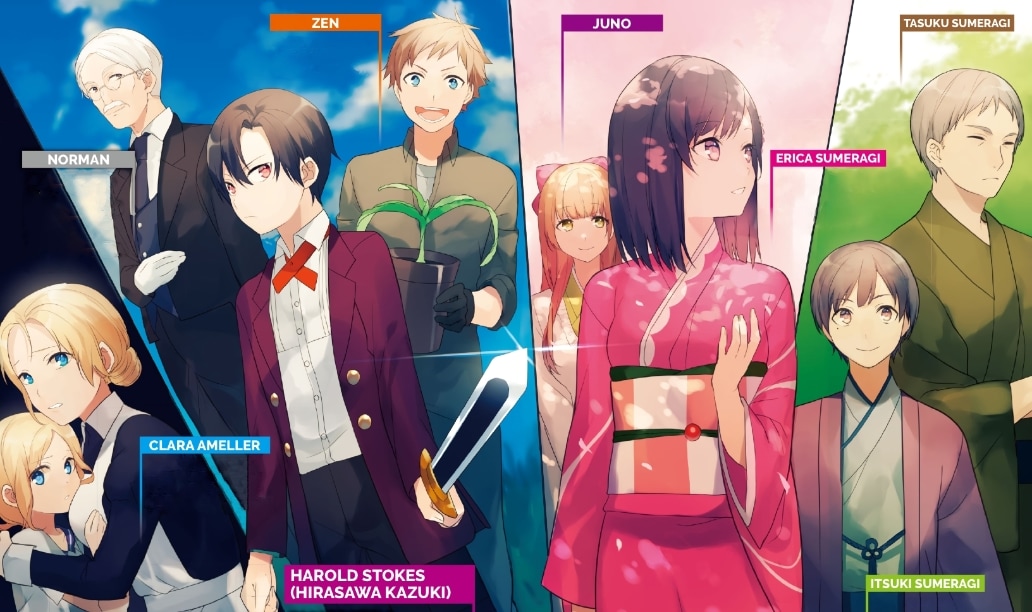 ZEN
JUNO
TASUKU SUMERAGI
NORMAN
ERICA SUMERAGI
CLARA AMELLER
HAROLD STOKES
(HIRASAWA KAZUKI)
ITSUKI SUMERAGI